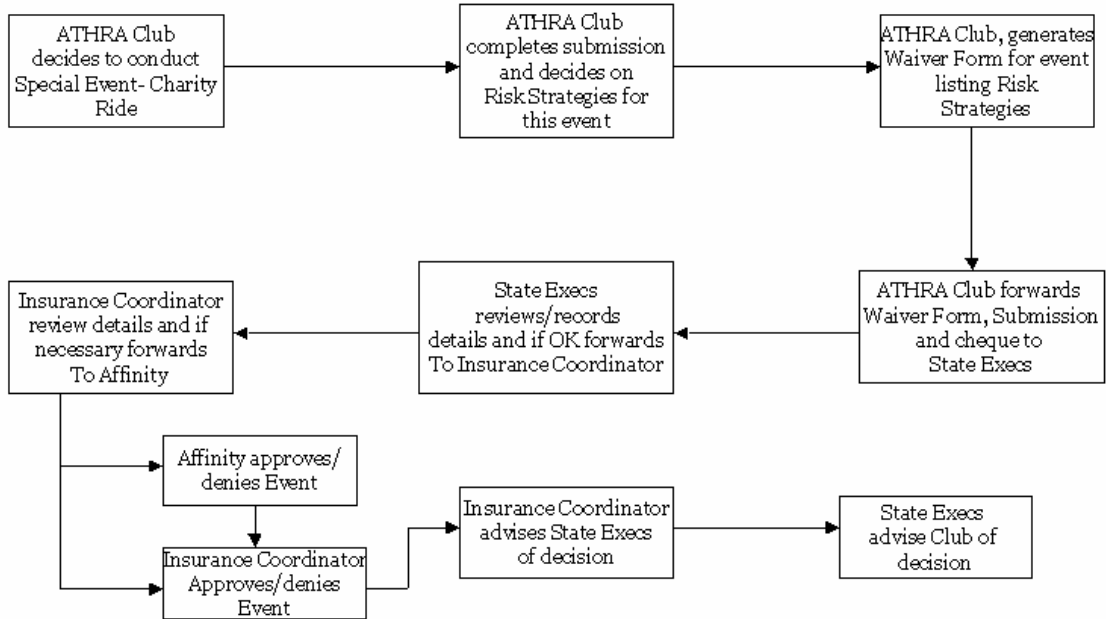 ATHRA Club
decides to conduct
Special Event- Charity
Ride
ATHRA Club
completes submission
and decides on
Risk Strategies for
this event
ATHRA Club, generates
Waiver Form for event
listing Risk
Strategies
ATHRA Club forwards
Waiver Form, Submission
and cheque to
State Execs
State Execs
reviews/records
details and if OK forwards
To Insurance Coordinator
Insurance Coordinator
review details and if
necessary forwards
To Affinity
Affinity approves/
denies Event
Insurance Coordinator
Approves/denies
Event
Insurance Coordinator
advises State Execs
of decision
State Execs
advise Club of
decision